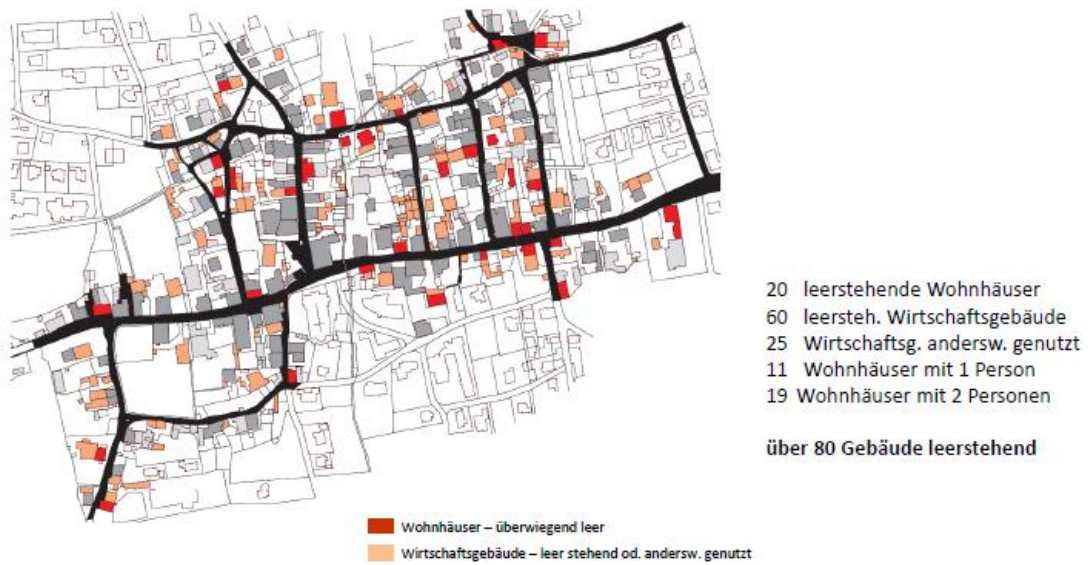 20 leerstehende Wohnhäuser
60 leersteh. Wirtschaftsgebäude
25 Wirtschaftsg. andersw. genutzt
11 Wohnhäuser mit 1 Person
19 Wohnhäuser mit 2 Personen
über 80 Gebäude leerstehend
Wohnhäuser – überwiegend leer
Wirtschaftsgebäude – leer stehend od. andersw. genutzt